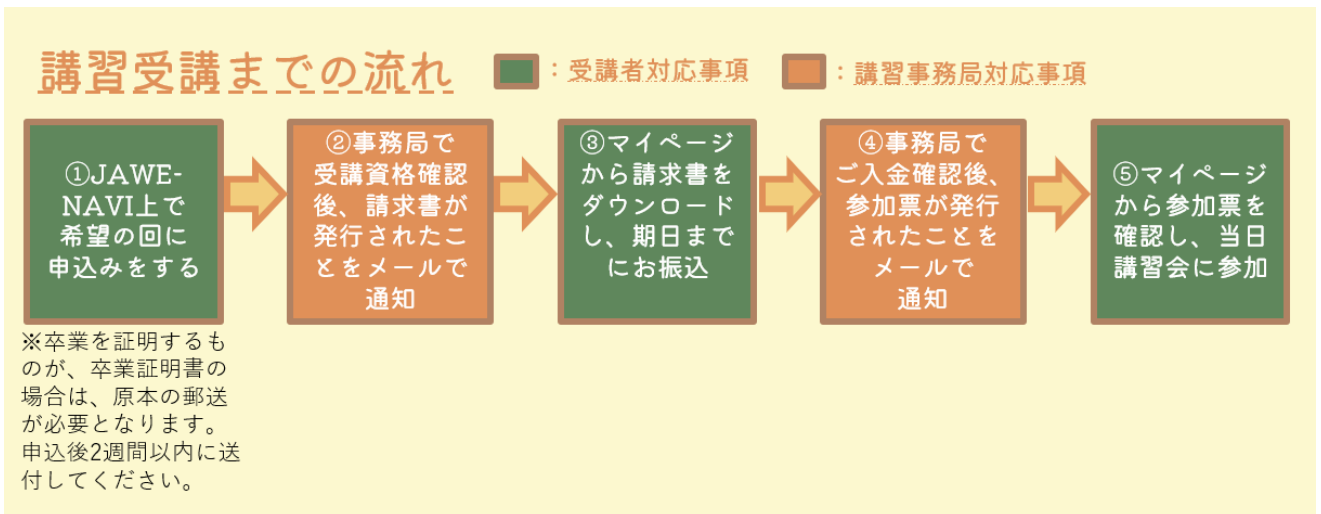 講習受講までの流れ
：受講者対応事項
：講習事務局対応事項
①JAWE-
NAVI上で
希望の回に
申込みをする
②事務局で
受講資格確認
後、請求書が
発行されたこ
とをメールで
通知
③マイページ
から請求書を
ダウンロード
し、期日まで
にお振込
④事務局で
ご入金確認後、
参加票が発行
されたことを
メールで
通知
⑤マイページ
から参加票を
確認し、当日
講習会に参加
※卒業を証明するも
のが、卒業証明書の
場合は、原本の郵送
が必要となります。
申込後2週間以内に送
付してください。